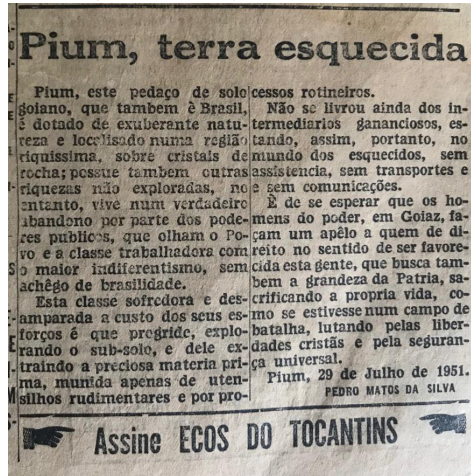 Pium, terra esquecida
Pium, este pedaço de solo
goiano, que tambem è Brasil,
é dotado de exuberante natu-
reza e localisado numa região
riquissima, sobre cristais de
rocha; possue tambem outras
riquezas não exploradas, no
entanto, vive num verdadeiro
abandono por parte dos pode-
res publicos, que olham o Po-
vo e a classe trabalhadora com
o maior indiferentismo, sem
achêgo de brasilidade.
Esta classe sofredora e des-
amparada a custo dos seus es-
forços é que progride, explo-
rando o sub-solo, e dele ex-
traindo a preciosa materia pri-
ma, munida apenas de uten-
silhos rudimentares e por pro-
cessos rotineiros.
Não se livrou ainda dos in-
termediarios gananciosos, es-
tando, assim, portanto, no
mundo dos esquecidos, sem
assistencia, sem transportes e
e sem comunicações.
É de se esperar que os ho-
mens do poder, em Goiaz, fa-
çam um apêlo a quem de di-
reito no sentido de ser favore-
cida esta gente, que busca tam-
bem a grandeza da Patria, sa-
crificando a propria vida, co-
mo se estivesse num campo de
batalha, lutando pelas liber-
dades cristãs e pela seguran-
ça universal.
Pium, 29 de Julho de 1951.
PEDRO MATOS DA SILVA
Assine ECOS DO TOCANTINS